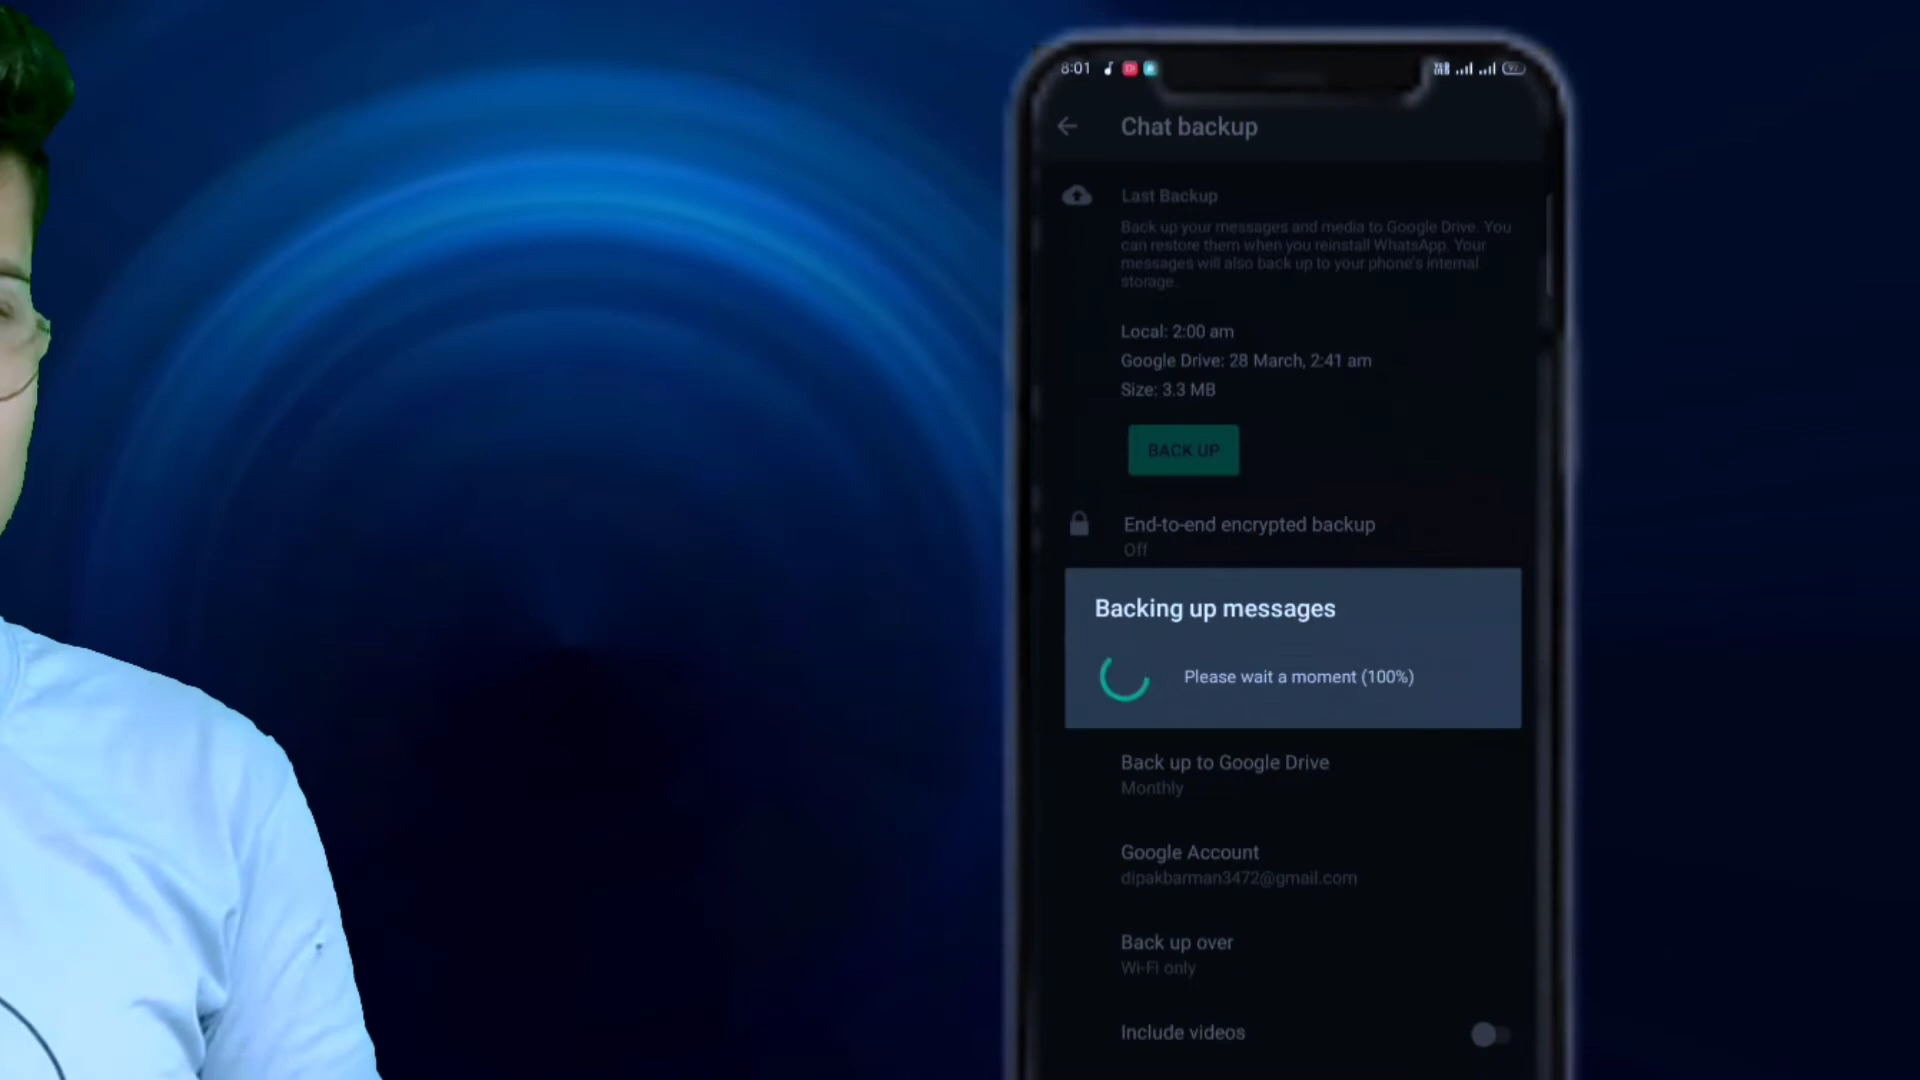 8:01
Chat backup
Last Backup
Back up your messages and media to Google Drive. You
can restore them when you reinstall WhatsApp. Your
messages will also back up to your phone's internal
storage.
Local: 2:00 am
Google Drive: 28 March, 2:41 am
Size: 3.3 MB
BACK UP
End-to-end encrypted backup
Off
Backing up messages
Please wait a moment (100%)
Back up to Google Drive
Monthly
Google Account
dipakbarman3472@gmail.com
Back up over
Wi-Fi only
Include videos